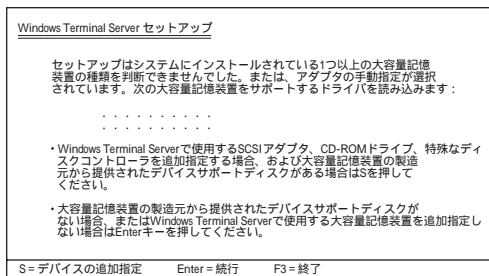 Windows Terminal Server セットアップ
セットアップはシステムにインストールされている1つ以上の大容量記憶
装置の種類を判断できませんでした。または、アダプタの手動指定が選択
されています。次の大容量記憶装置をサポートするドライバを読み込みます：
. . . . . . . . . .
. . . . . . . . . .
・Windows Terminal Serverで使用するSCSIアダプタ、CD-ROMドライブ、特殊なディ
スクコントローラを追加指定する場合、および大容量記憶装置の製造
元から提供されたデバイスサポートディスクがある場合はSを押して
ください。
・大容量記憶装置の製造元から提供されたデバイスサポートディスクが
ない場合、またはWindows Terminal Serverで使用する大容量記憶装置を追加指定し
ない場合はEnterキーを押してください。
S = デバイスの追加指定 Enter = 続行 F3 = 終了